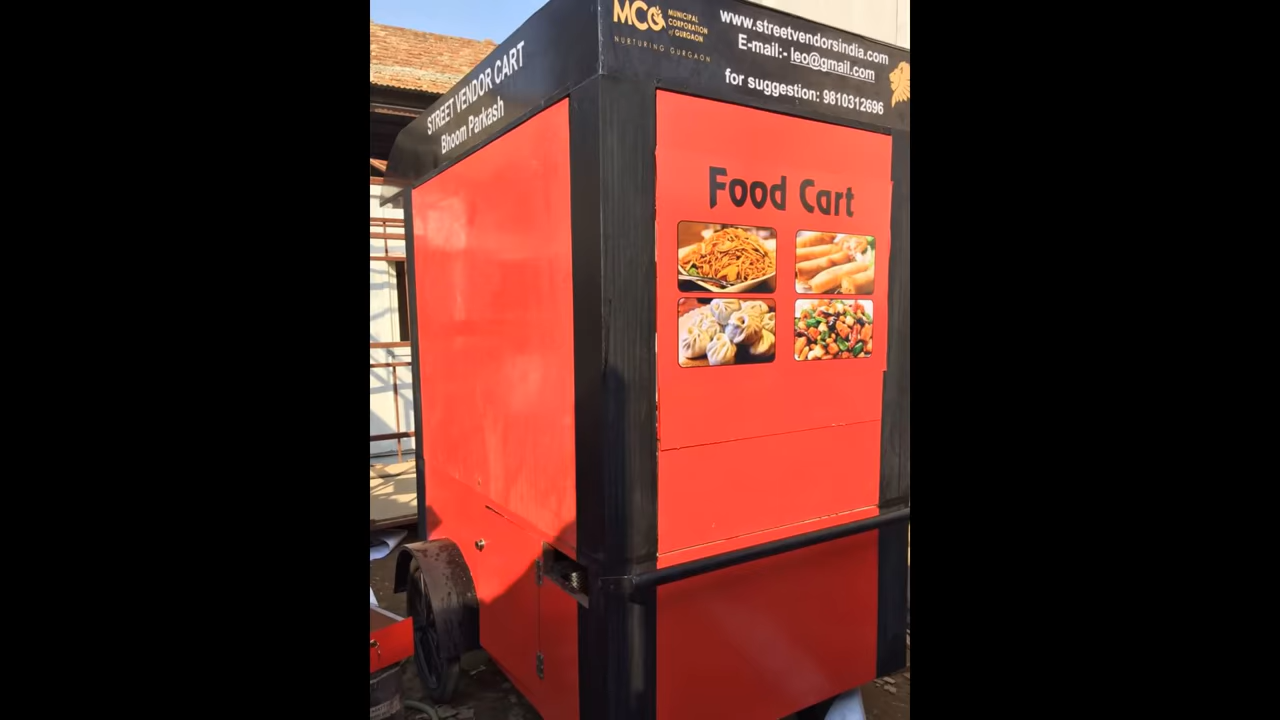 STREET VENDOR CART
Bhoom Parkash
MCG
MUNICIPAL
CORPORATION
of GURGAON
NURTURING GURGAON
www.streetvendorsindia.com
E-mail:- leo@gmail.com
for suggestion: 9810312696
Food Cart